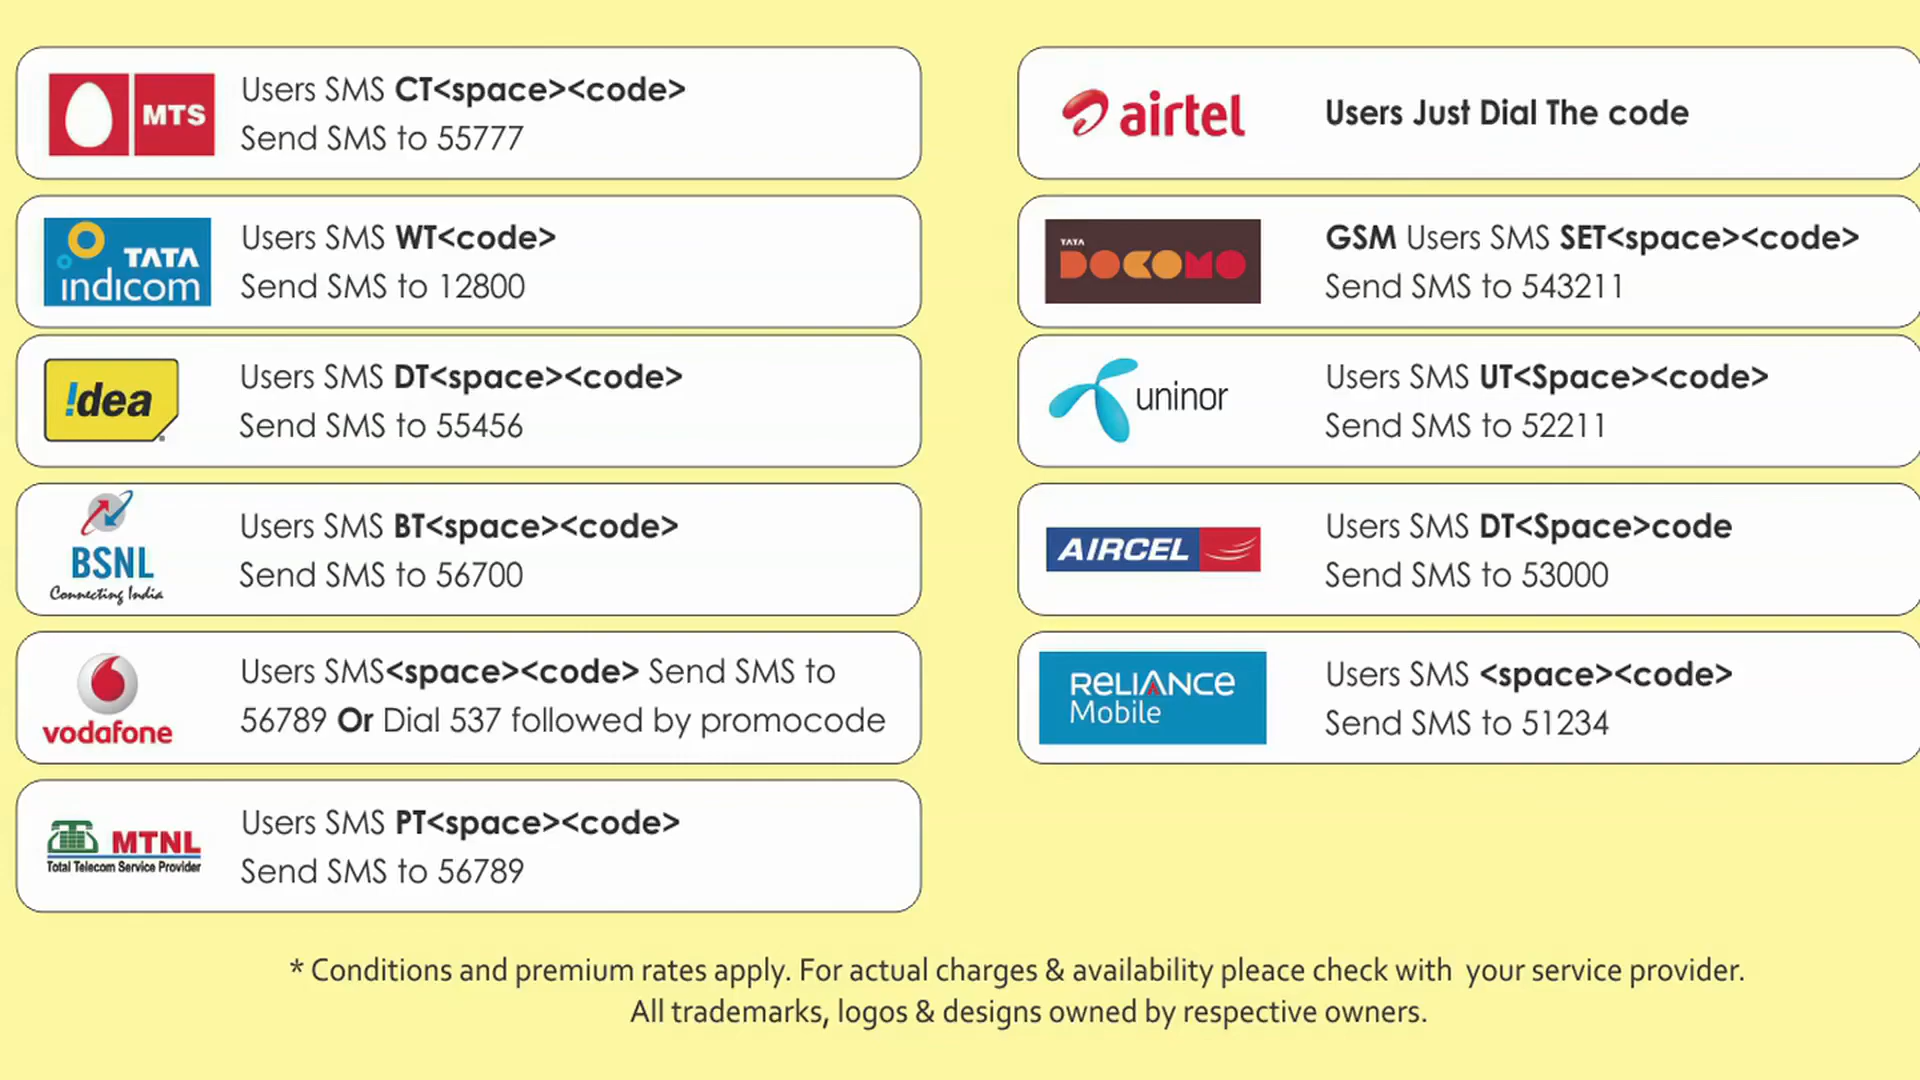 MTS
Users SMS CT<space><code>
Send SMS to 55777
TATA
indicom
Users SMS WT<code>
Send SMS to 12800
!dea
Users SMS DT<space><code>
Send SMS to 55456
BSNL
Connecting India
Users SMS BT<space><code>
Send SMS to 56700
vodafone
Users SMS<space><code> Send SMS to
56789 Or Dial 537 followed by promocode
MTNL
Total Telecom Service Provider
Users SMS PT<space><code>
Send SMS to 56789
airtel
Users Just Dial The code
TATA
DOCOMO
GSM Users SMS SET<space><code>
Send SMS to 543211
uninor
Users SMS UT<Space><code>
Send SMS to 52211
AIRCEL
Users SMS DT<Space>code
Send SMS to 53000
RELIANCE
Mobile
Users SMS <space><code>
Send SMS to 51234
* Conditions and premium rates apply. For actual charges & availability pleace check with your service provider.
All trademarks, logos & designs owned by respective owners.